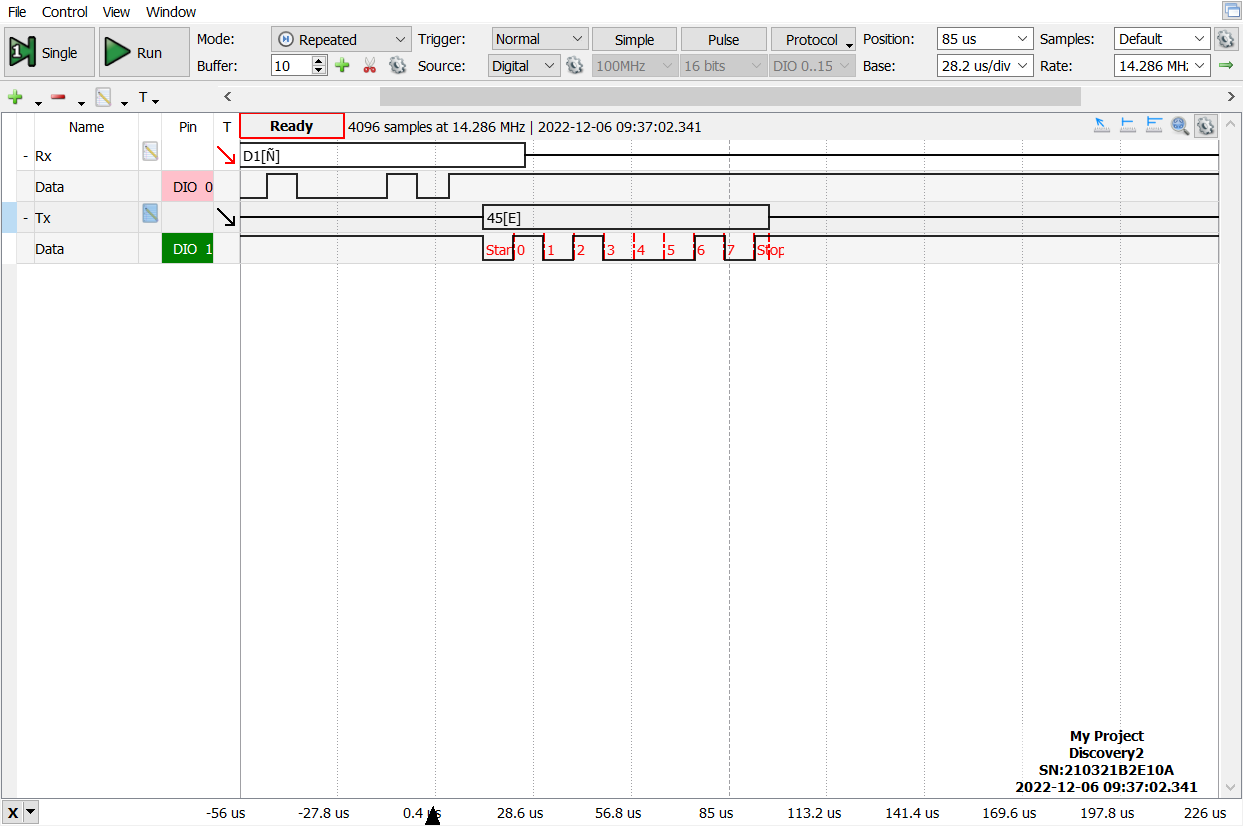 File Control View Window
Single Run Mode: Repeated Trigger: Normal Simple Pulse Protocol Position: 85 us Samples: Default
Buffer: 10 Source: Digital 100MHz 16 bits DIO 0..15 Base: 28.2 us/div Rate: 14.286 MHz
T
Name Pin T Ready 4096 samples at 14.286 MHz | 2022-12-06 09:37:02.341
- Rx D1[Ñ]
Data DIO 0
- Tx 45[E]
Data DIO 1 Start 0 1 2 3 4 5 6 7 Stop
My Project
Discovery2
SN:210321B2E10A
2022-12-06 09:37:02.341
X -56 us -27.8 us 0.4 us 28.6 us 56.8 us 85 us 113.2 us 141.4 us 169.6 us 197.8 us 226 us